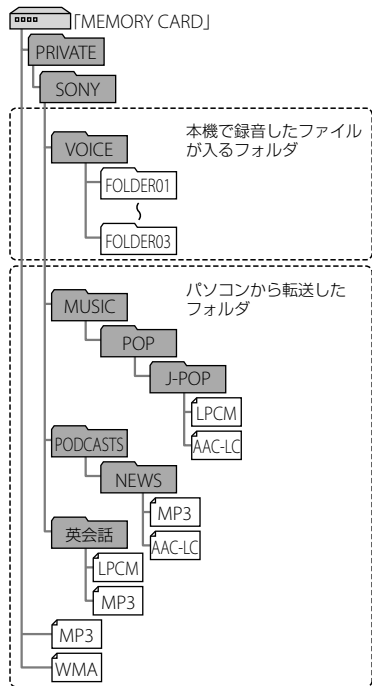 「MEMORY CARD」
PRIVATE
SONY
本機で録音したファイル
が入るフォルダ
VOICE
FOLDER01
～
FOLDER03
パソコンから転送した
フォルダ
MUSIC
POP
J-POP
LPCM
AAC-LC
PODCASTS
NEWS
MP3
AAC-LC
英会話
LPCM
MP3
MP3
WMA